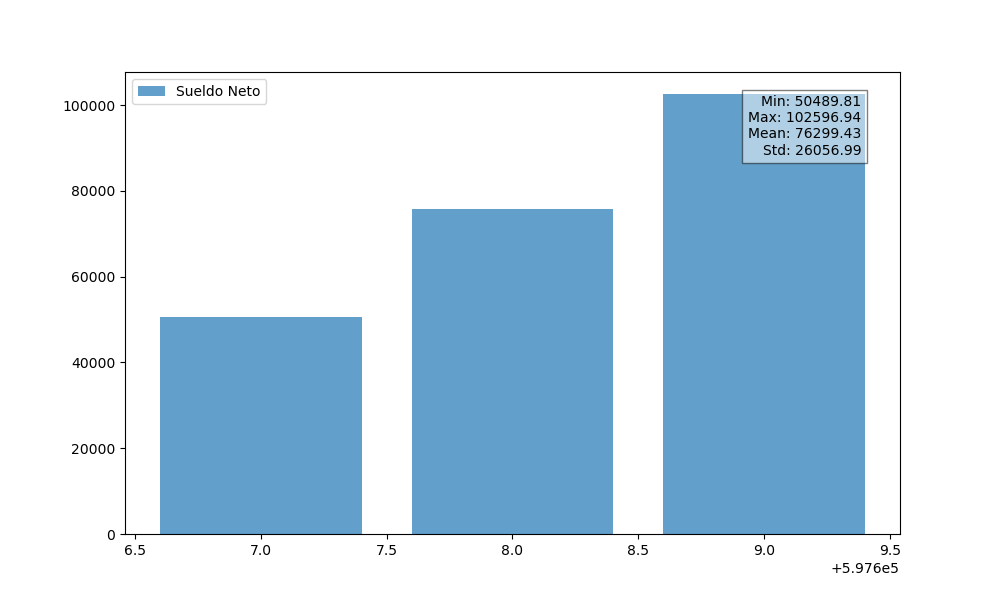 Sueldo Neto
Min: 50489.81
Max: 102596.94
Mean: 76299.43
Std: 26056.99
100000
80000
60000
40000
20000
0
6.5 7.0 7.5 8.0 8.5 9.0 9.5
+5.976e5